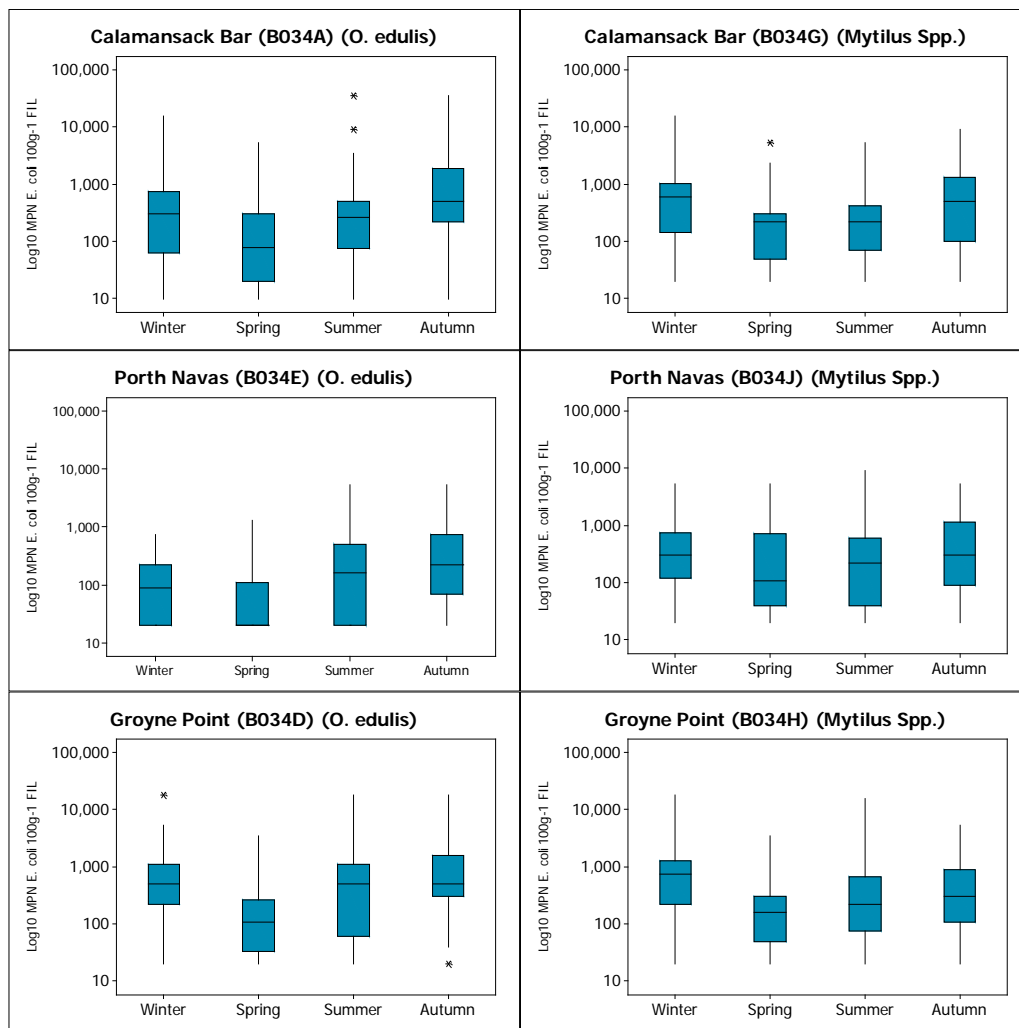 Calamansack Bar (B034A) (O. edulis)
Log10 MPN E. coli 100g-1 FIL
100,000
10,000
1,000
100
10
Winter Spring Summer Autumn
Calamansack Bar (B034G) (Mytilus Spp.)
Log10 MPN E. coli 100g-1 FIL
100,000
10,000
1,000
100
10
Winter Spring Summer Autumn
Porth Navas (B034E) (O. edulis)
Log10 MPN E. coli 100g-1 FIL
100,000
10,000
1,000
100
10
Winter Spring Summer Autumn
Porth Navas (B034J) (Mytilus Spp.)
Log10 MPN E. coli 100g-1 FIL
100,000
10,000
1,000
100
10
Winter Spring Summer Autumn
Groyne Point (B034D) (O. edulis)
Log10 MPN E. coli 100g-1 FIL
100,000
10,000
1,000
100
10
Winter Spring Summer Autumn
Groyne Point (B034H) (Mytilus Spp.)
Log10 MPN E. coli 100g-1 FIL
100,000
10,000
1,000
100
10
Winter Spring Summer Autumn